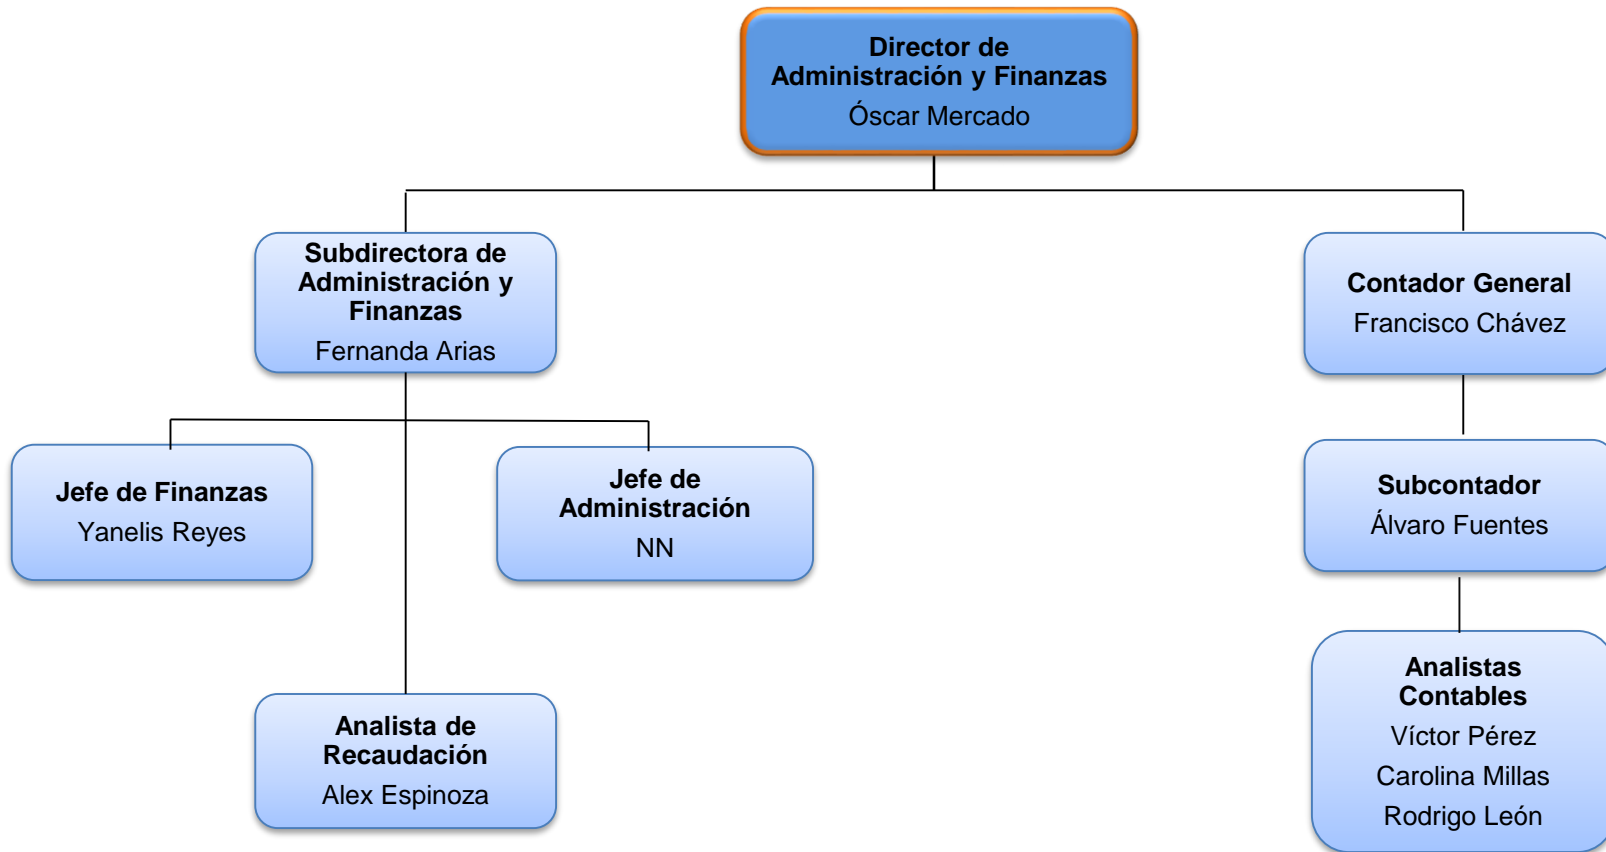 Director de
Administración y Finanzas
Óscar Mercado
Subdirectora de
Administración y
Finanzas
Fernanda Arias
Contador General
Francisco Chávez
Jefe de Finanzas
Yanelis Reyes
Jefe de
Administración
NN
Subcontador
Álvaro Fuentes
Analista de
Recaudación
Alex Espinoza
Analistas
Contables
Víctor Pérez
Carolina Millas
Rodrigo León